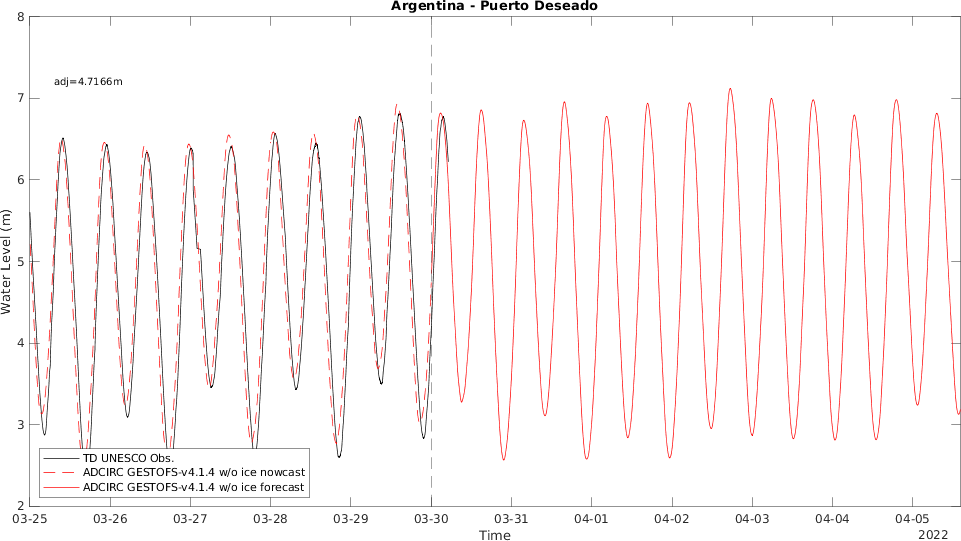 Argentina - Puerto Deseado
8
adj=4.7166m
7
6
5
4
3
2
Water Level (m)
TD UNESCO Obs.
ADCIRC GESTOFS-v4.1.4 w/o ice nowcast
ADCIRC GESTOFS-v4.1.4 w/o ice forecast
03-25 03-26 03-27 03-28 03-29 03-30 03-31 04-01 04-02 04-03 04-04 04-05
Time
2022